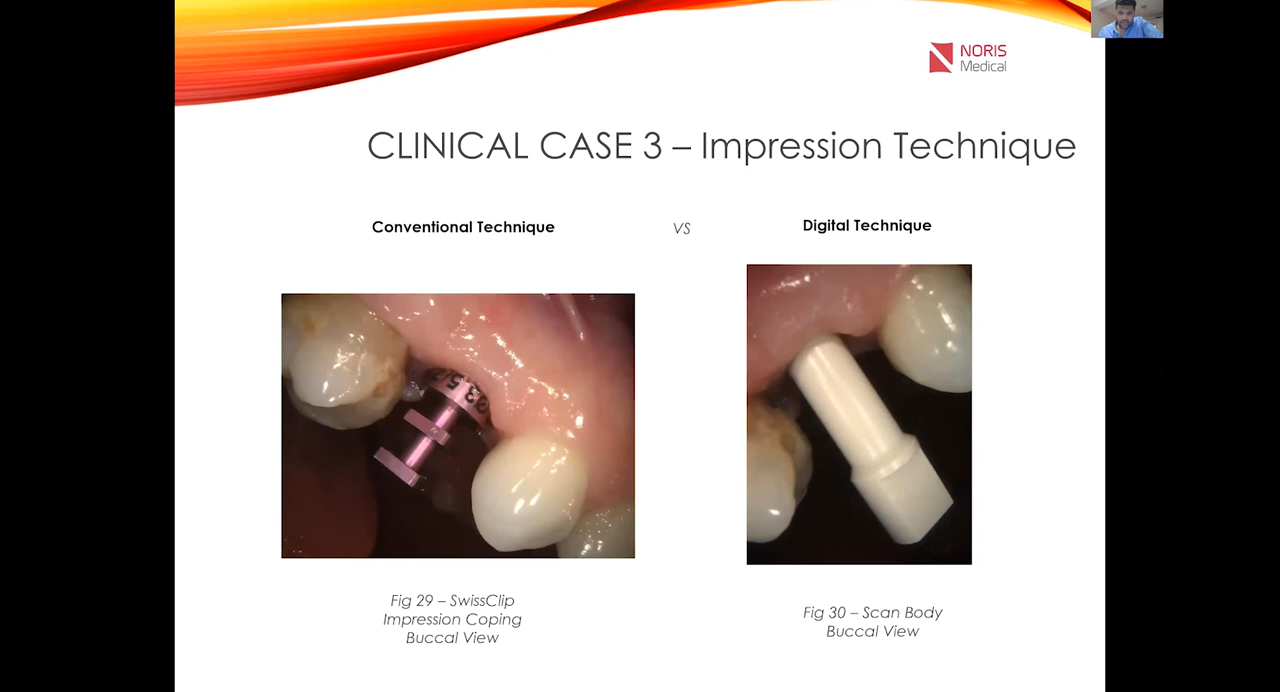 NORIS
Medical
CLINICAL CASE 3 – Impression Technique
Conventional Technique
VS
Digital Technique
Fig 29 – SwissClip
Impression Coping
Buccal View
Fig 30 – Scan Body
Buccal View